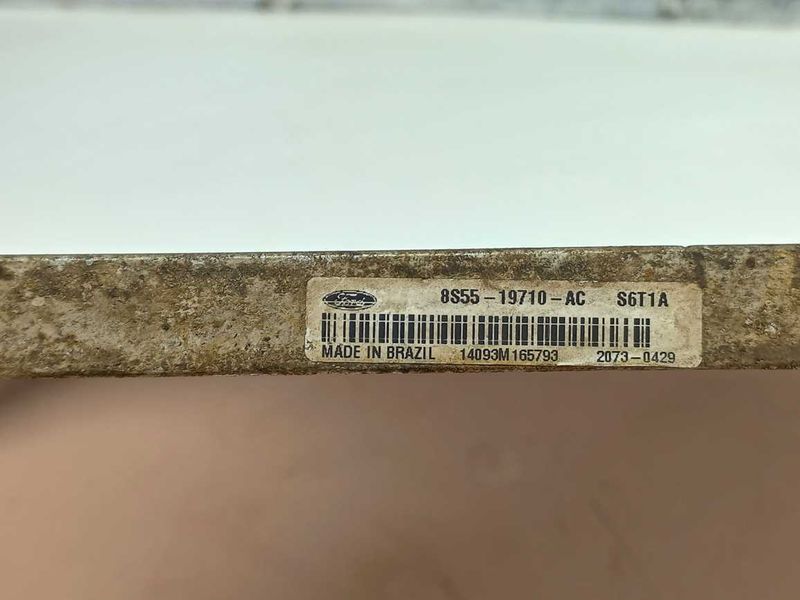 Ford 8S55-19710-AC S6T1A
MADE IN BRAZIL 14093M165793 2073-0429